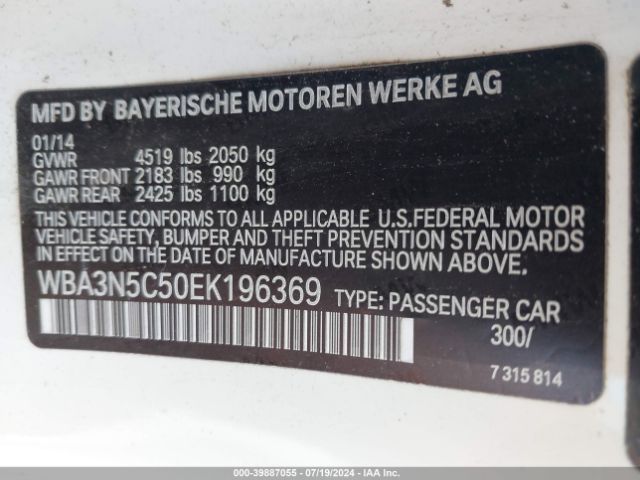 MFD BY BAYERISCHE MOTOREN WERKE AG
01/14
GVWR 4519 lbs 2050 kg
GAWR FRONT 2183 lbs 990 kg
GAWR REAR 2425 lbs 1100 kg
THIS VEHICLE CONFORMS TO ALL APPLICABLE U.S.FEDERAL MOTOR
VEHICLE SAFETY, BUMPER AND THEFT PREVENTION STANDARDS
IN EFFECT ON THE DATE OF MANUFACTURE SHOWN ABOVE.
WBA3N5C50EK196369 TYPE: PASSENGER CAR
300/
7 315 814
000-39887055 - 07/19/2024 - IAA Inc.